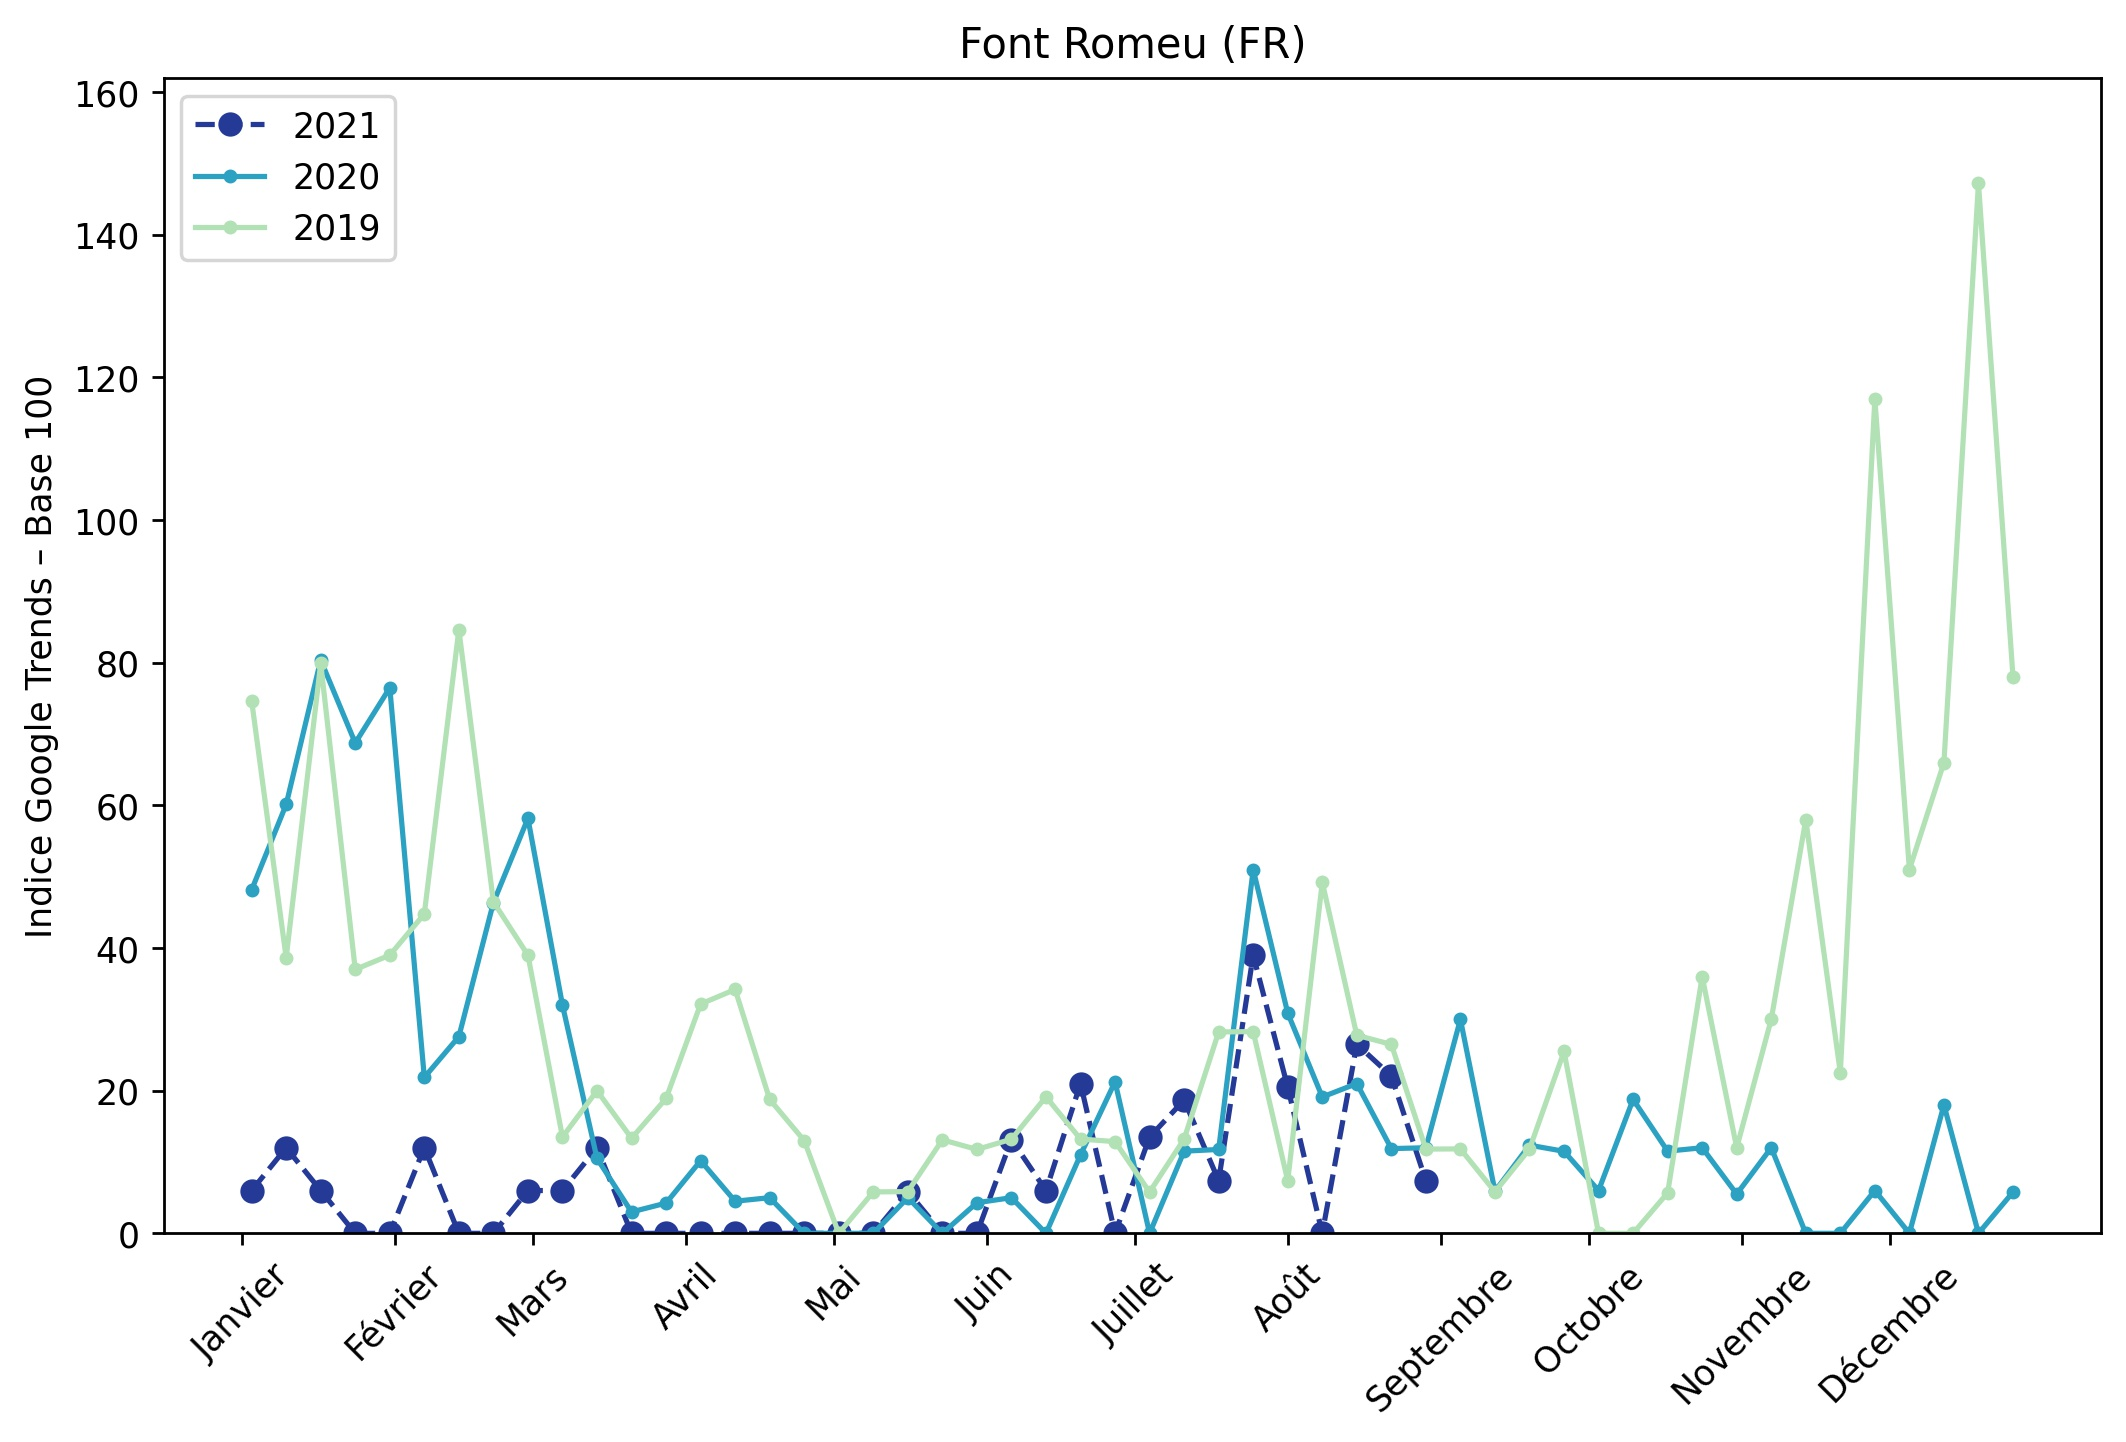 Font Romeu (FR)
2021
2020
2019
Indice Google Trends – Base 100
160
140
120
100
80
60
40
20
0
Janvier
Février
Mars
Avril
Mai
Juin
Juillet
Août
Septembre
Octobre
Novembre
Décembre